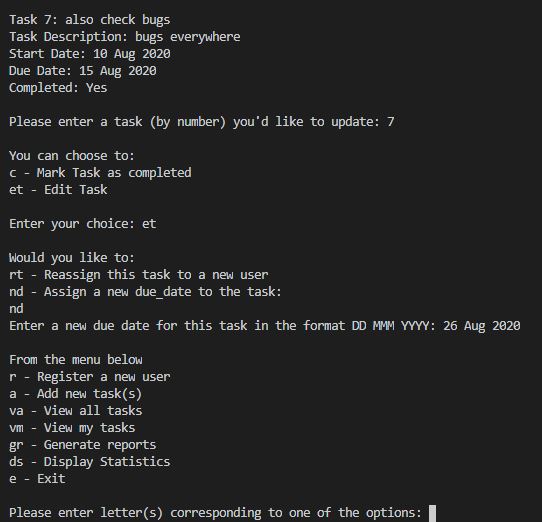 Task 7: also check bugs
Task Description: bugs everywhere
Start Date: 10 Aug 2020
Due Date: 15 Aug 2020
Completed: Yes
Please enter a task (by number) you'd like to update: 7
You can choose to:
c - Mark Task as completed
et - Edit Task
Enter your choice: et
Would you like to:
rt - Reassign this task to a new user
nd - Assign a new due_date to the task:
nd
Enter a new due date for this task in the format DD MMM YYYY: 26 Aug 2020
From the menu below
r - Register a new user
a - Add new task(s)
va - View all tasks
vm - View my tasks
gr - Generate reports
ds - Display Statistics
e - Exit
Please enter letter(s) corresponding to one of the options: